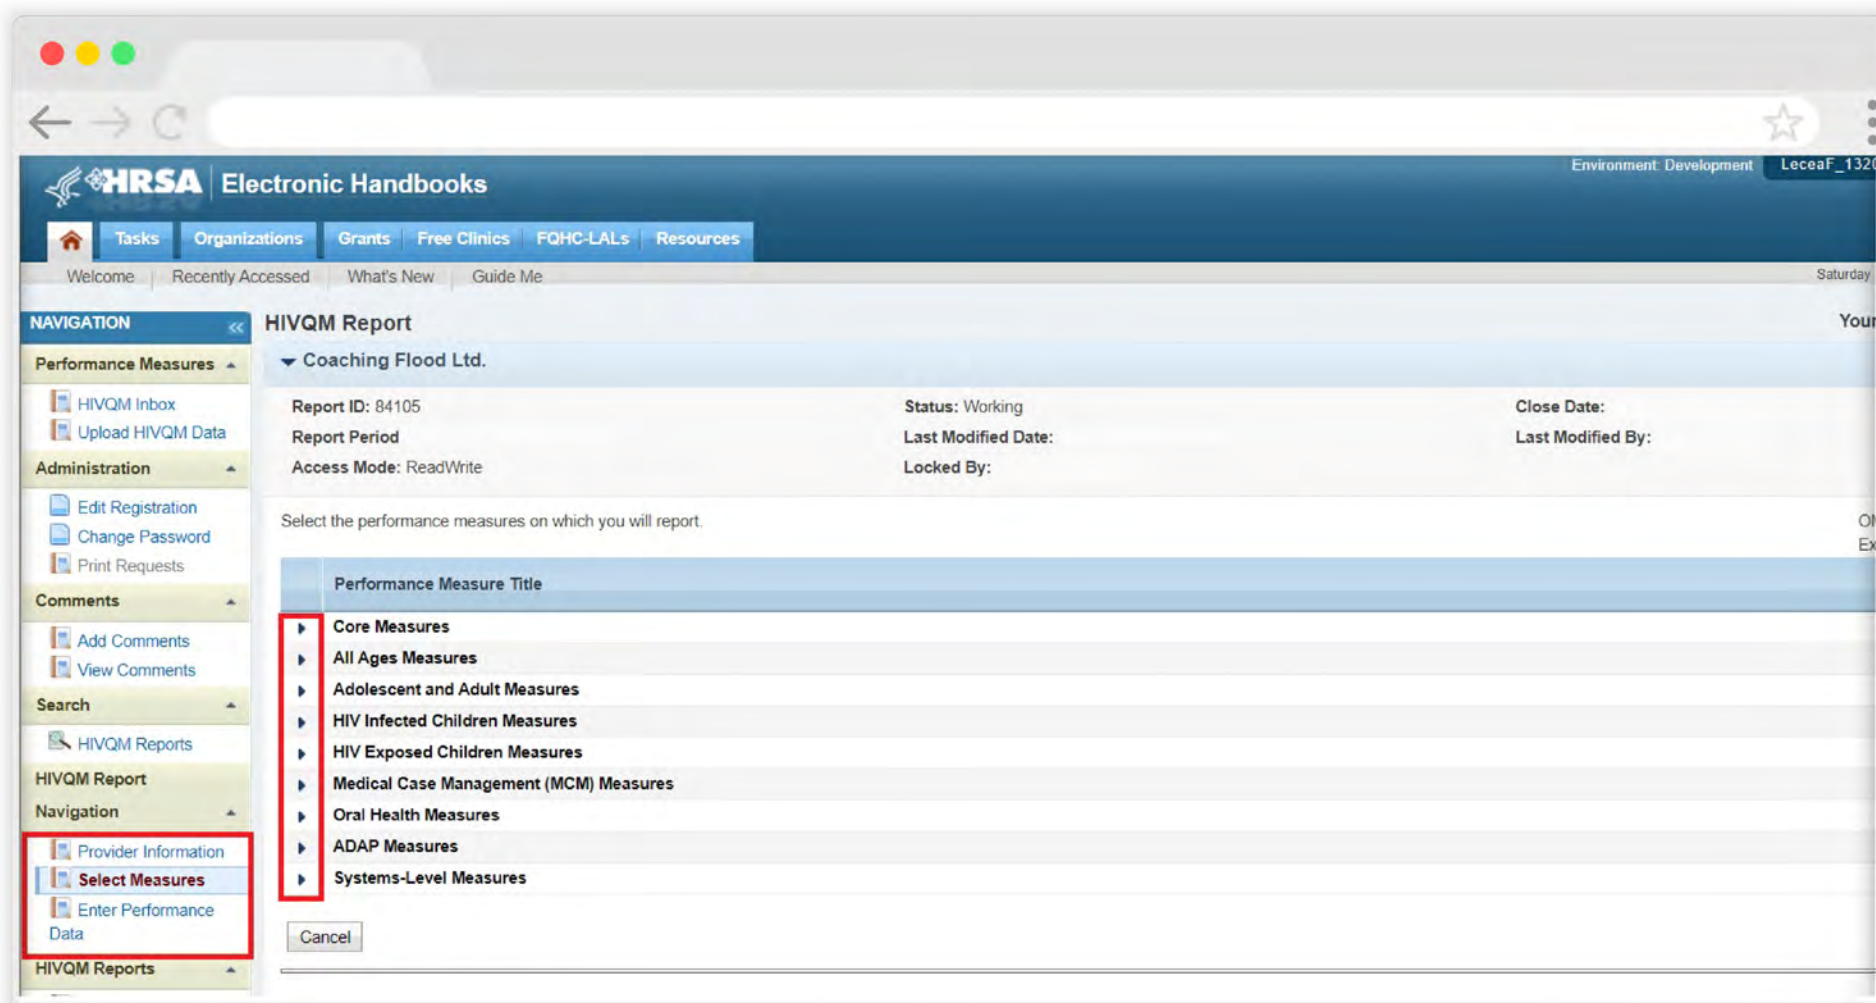 HRSA Electronic Handbooks
Environment: Development LeceaF_1320
Tasks Organizations Grants Free Clinics FQHC-LALs Resources
Welcome Recently Accessed What's New Guide Me
Saturday
NAVIGATION
Performance Measures
HIVQM Inbox
Upload HIVQM Data
Administration
Edit Registration
Change Password
Print Requests
Comments
Add Comments
View Comments
Search
HIVQM Reports
HIVQM Report
Navigation
Provider Information
Select Measures
Enter Performance
Data
HIVQM Reports
HIVQM Report
Your
Coaching Flood Ltd.
Report ID: 84105 Status: Working Close Date:
Report Period Last Modified Date: Last Modified By:
Access Mode: ReadWrite Locked By:
Select the performance measures on which you will report.
Performance Measure Title
Core Measures
All Ages Measures
Adolescent and Adult Measures
HIV Infected Children Measures
HIV Exposed Children Measures
Medical Case Management (MCM) Measures
Oral Health Measures
ADAP Measures
Systems-Level Measures
Cancel